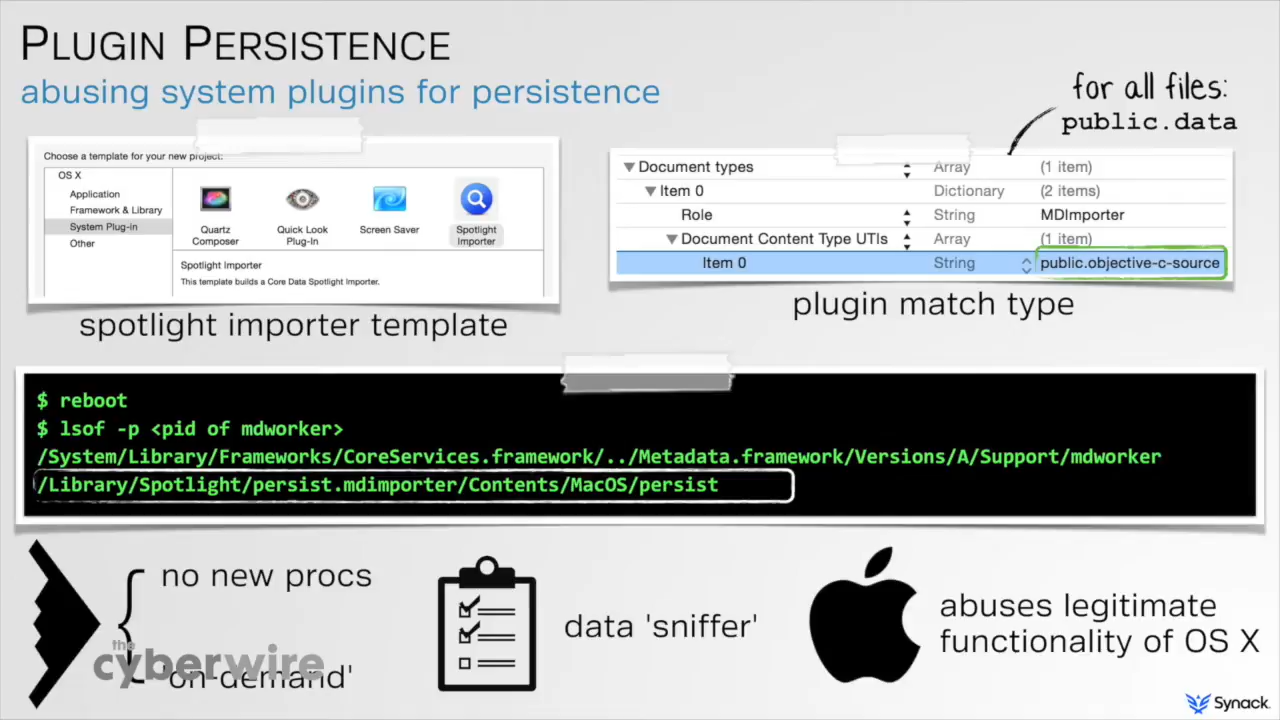 PLUGIN PERSISTENCE
abusing system plugins for persistence
for all files:
public.data
Choose a template for your new project:
OS X
Application
Framework & Library
System Plug-in
Other
Quartz
Composer
Quick Look
Plug-In
Screen Saver
Spotlight
Importer
Spotlight Importer
This template builds a Core Data Spotlight Importer.
spotlight importer template
Document types Array (1 item)
Item 0 Dictionary (2 items)
Role String MDImporter
Document Content Type UTIs Array (1 item)
Item 0 String public.objective-c-source
plugin match type
$ reboot
$ lsof -p <pid of mdworker>
/System/Library/Frameworks/CoreServices.framework/../Metadata.framework/Versions/A/Support/mdworker
/Library/Spotlight/persist.mdimporter/Contents/MacOS/persist
no new procs
'on-demand'
the
cyberwire
data 'sniffer'
abuses legitimate
functionality of OS X
Synack.